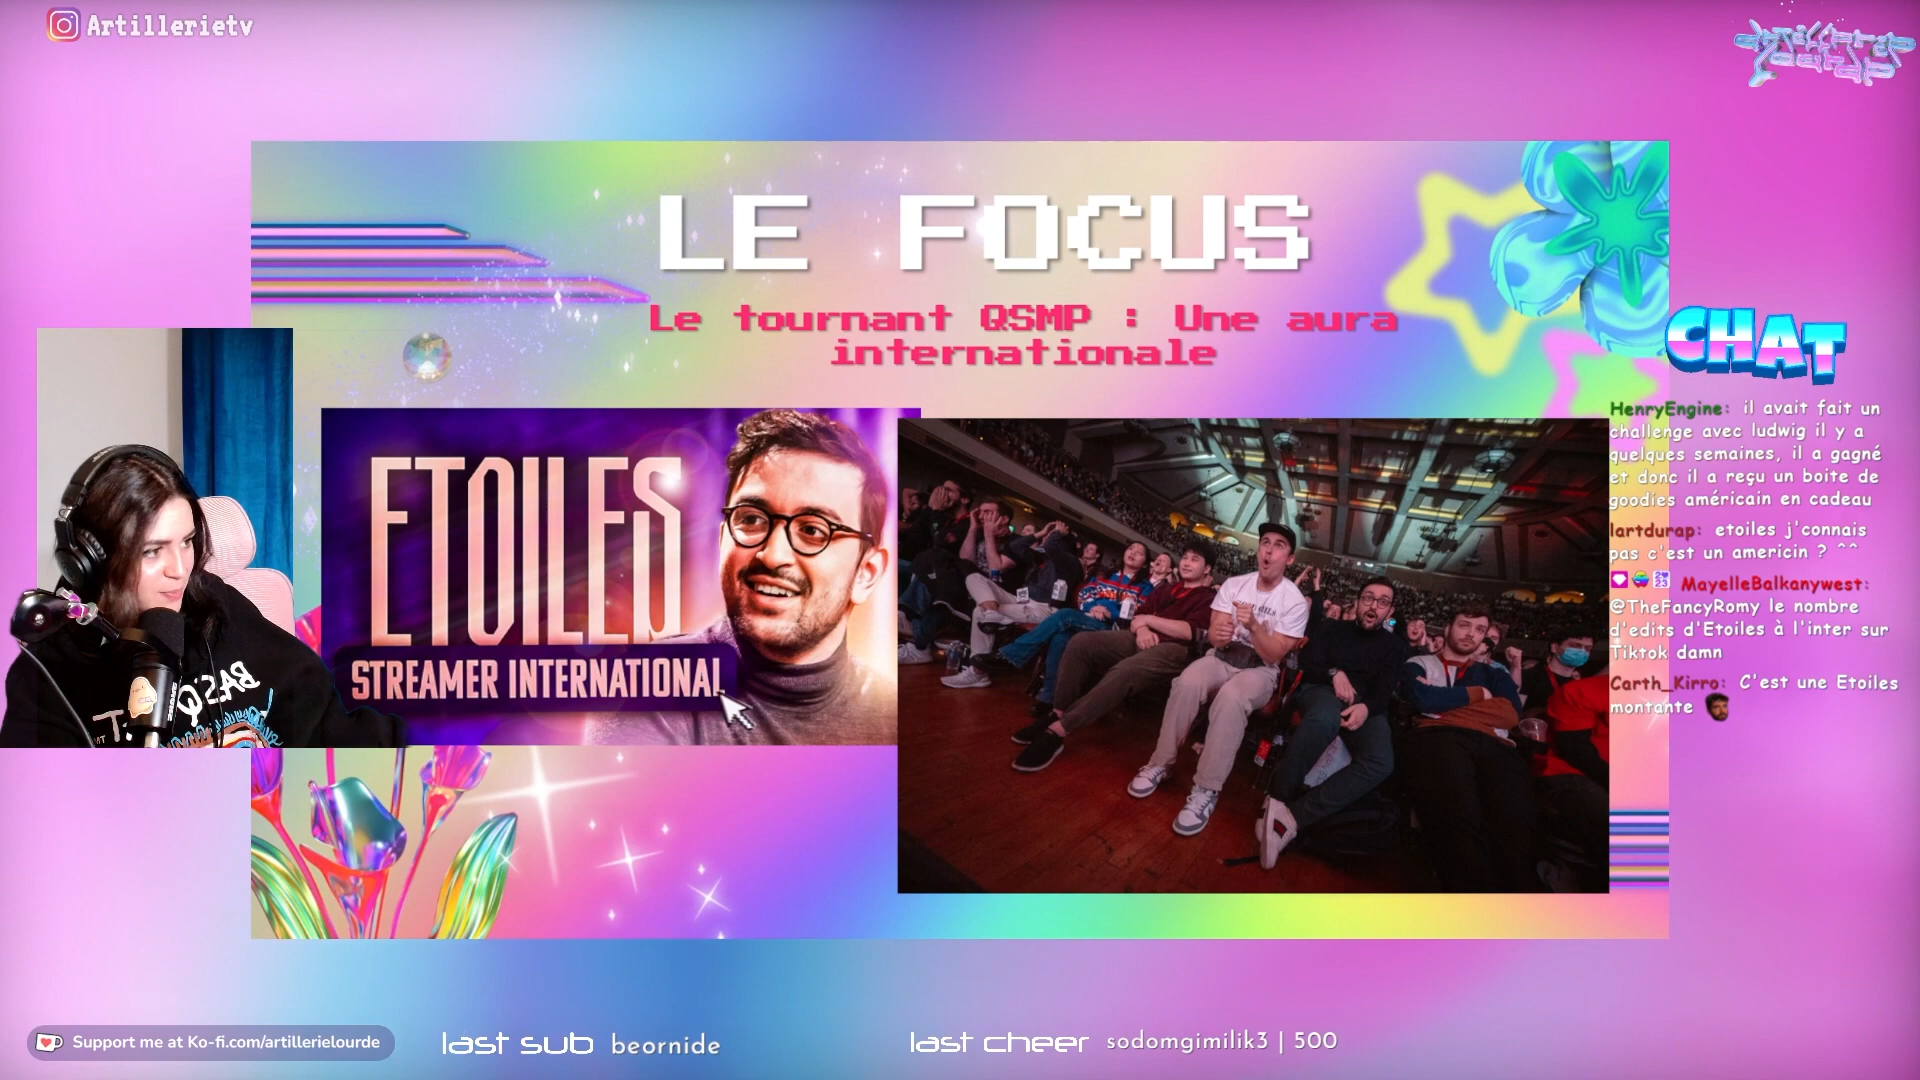 Artillerietv
LE FOCUS
Le tournant QSMP : Une aura
internationale
ETOILES
STREAMER INTERNATIONAL
CHAT
HenryEngine: il avait fait un
challenge avec ludwig il y a
quelques semaines, il a gagné
et donc il a reçu un boite de
goodies américain en cadeau
lartdurap: etoiles j'connais
pas c'est un americin ? ^^
MayelleBalkanywest:
@TheFancyRomy le nombre
d'edits d'Etoiles à l'inter sur
Tiktok damn
Carth_Kirro: C'est une Etoiles
montante
Support me at Ko-fi.com/artillerielourde
last sub beornide
last cheer sodomgimilik3 | 500